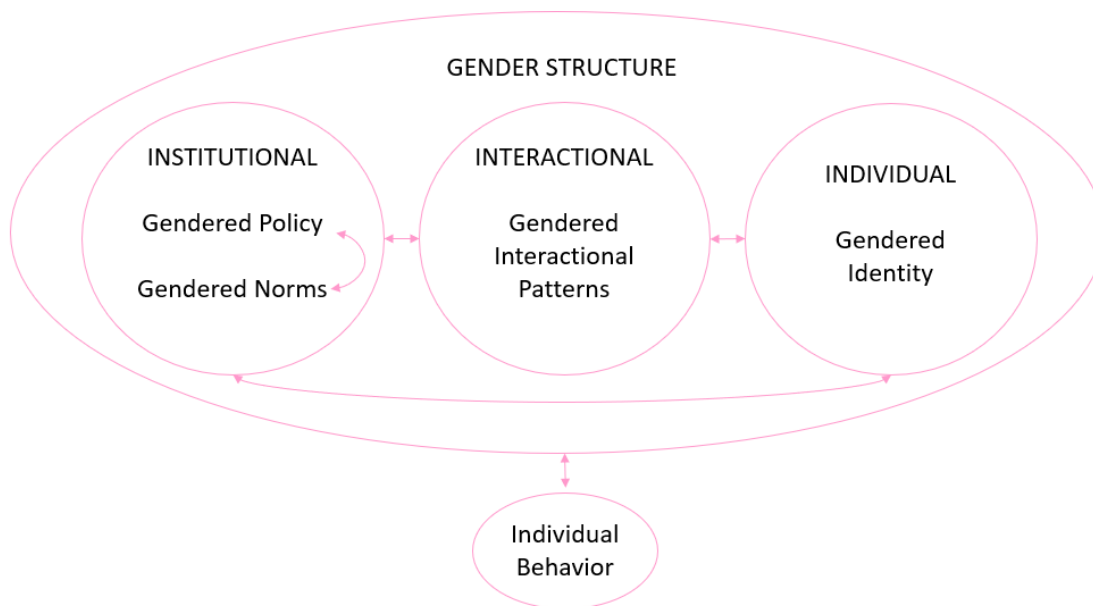 GENDER STRUCTURE
INSTITUTIONAL
Gendered Policy
Gendered Norms
INTERACTIONAL
Gendered
Interactional
Patterns
INDIVIDUAL
Gendered
Identity
Individual
Behavior